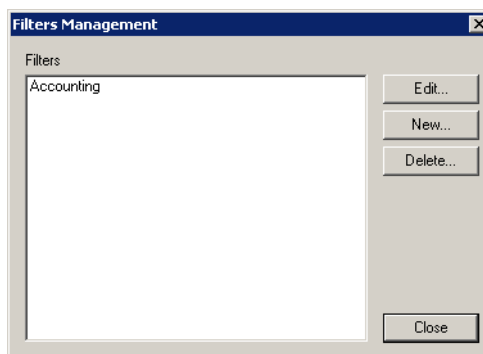 Filters Management
Filters
Accounting
Edit...
New...
Delete...
Close